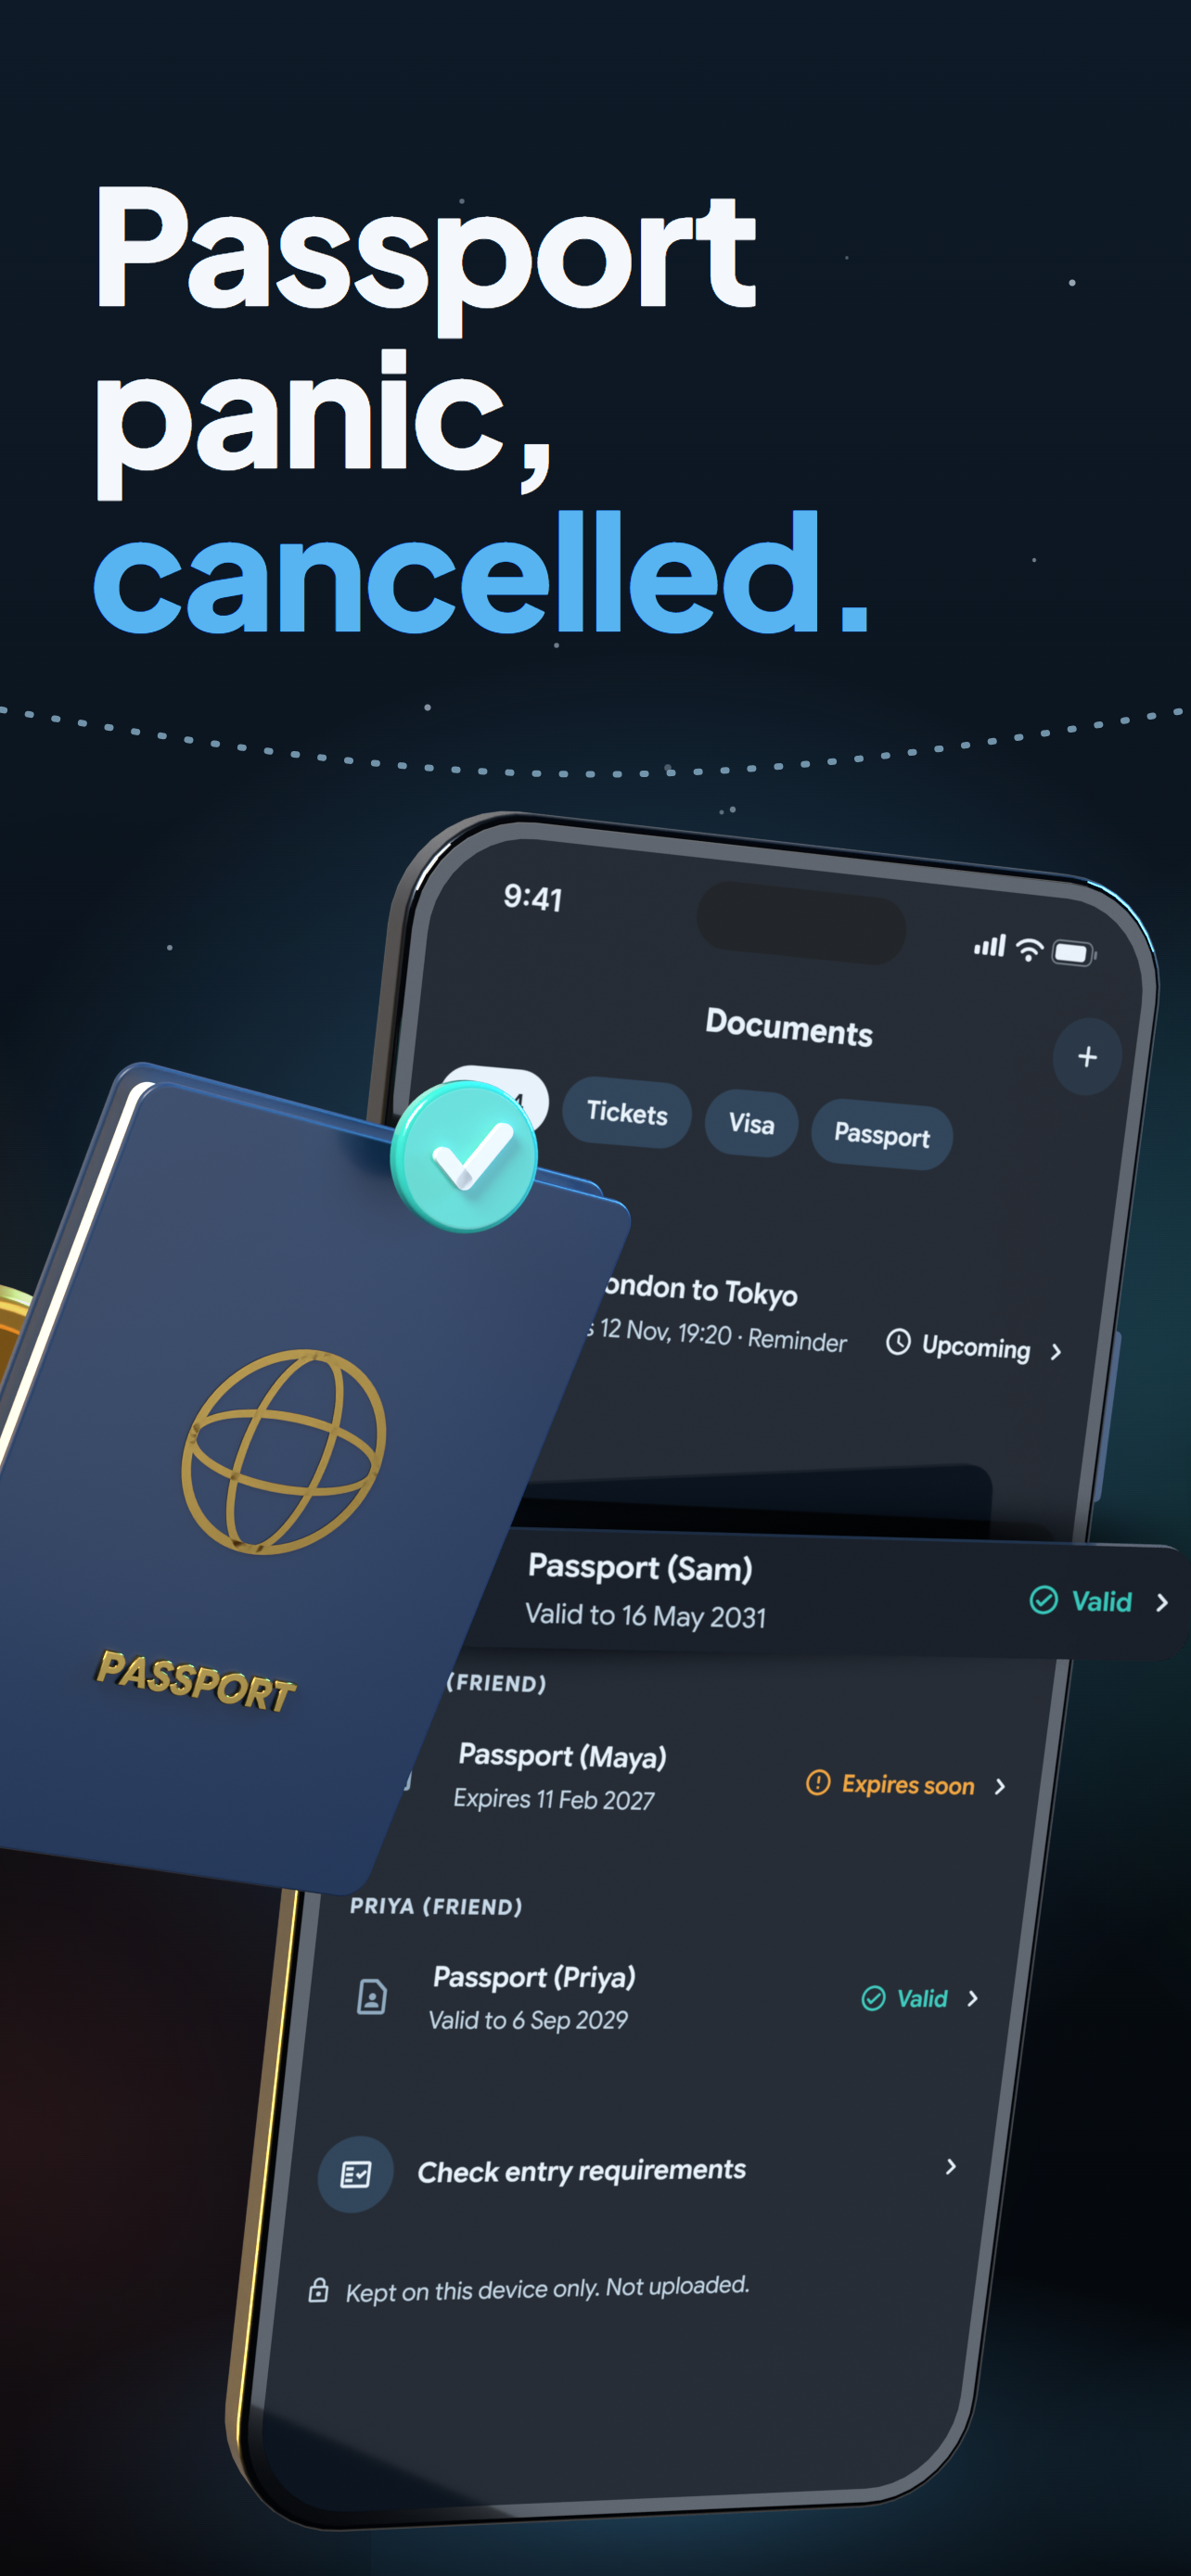 Passport
panic,
cancelled.
9:41
Documents
4
Tickets
Visa
Passport
ondon to Tokyo
s 12 Nov, 19:20 · Reminder
Upcoming
Passport (Sam)
Valid to 16 May 2031
Valid
(FRIEND)
Passport (Maya)
Expires 11 Feb 2027
Expires soon
PRIYA (FRIEND)
Passport (Priya)
Valid to 6 Sep 2029
Valid
Check entry requirements
Kept on this device only. Not uploaded.
PASSPORT